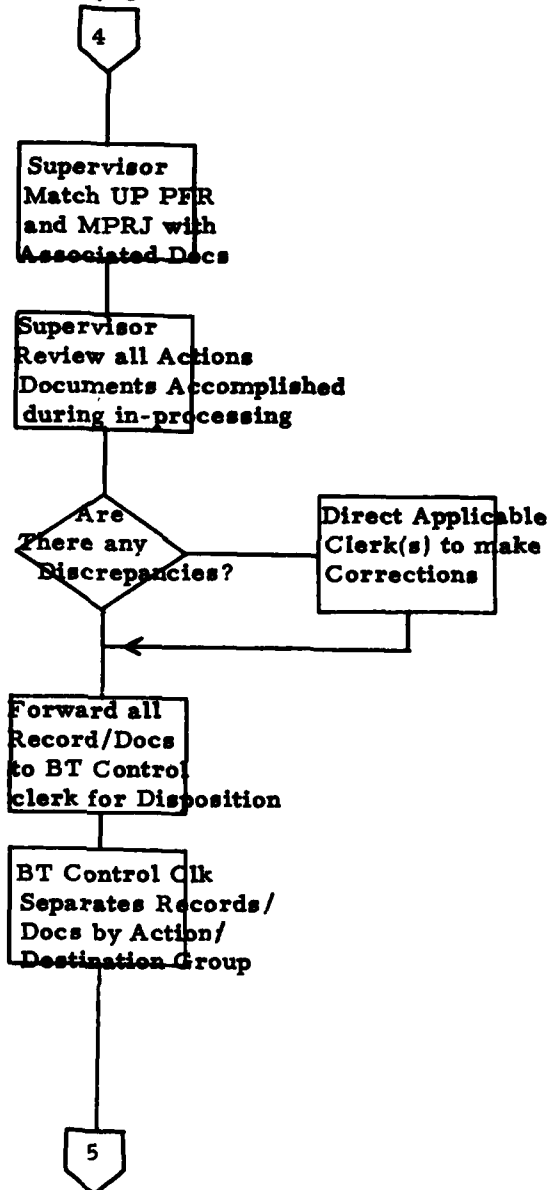 4
Supervisor
Match UP PFR
and MPRJ with
Associated Docs
Supervisor
Review all Actions
Documents Accomplished
during in-processing
Are
There any
Discrepancies?
Direct Applicable
Clerk(s) to make
Corrections
Forward all
Record/Docs
to BT Control
clerk for Disposition
BT Control Clk
Separates Records/
Docs by Action/
Destination Group
5